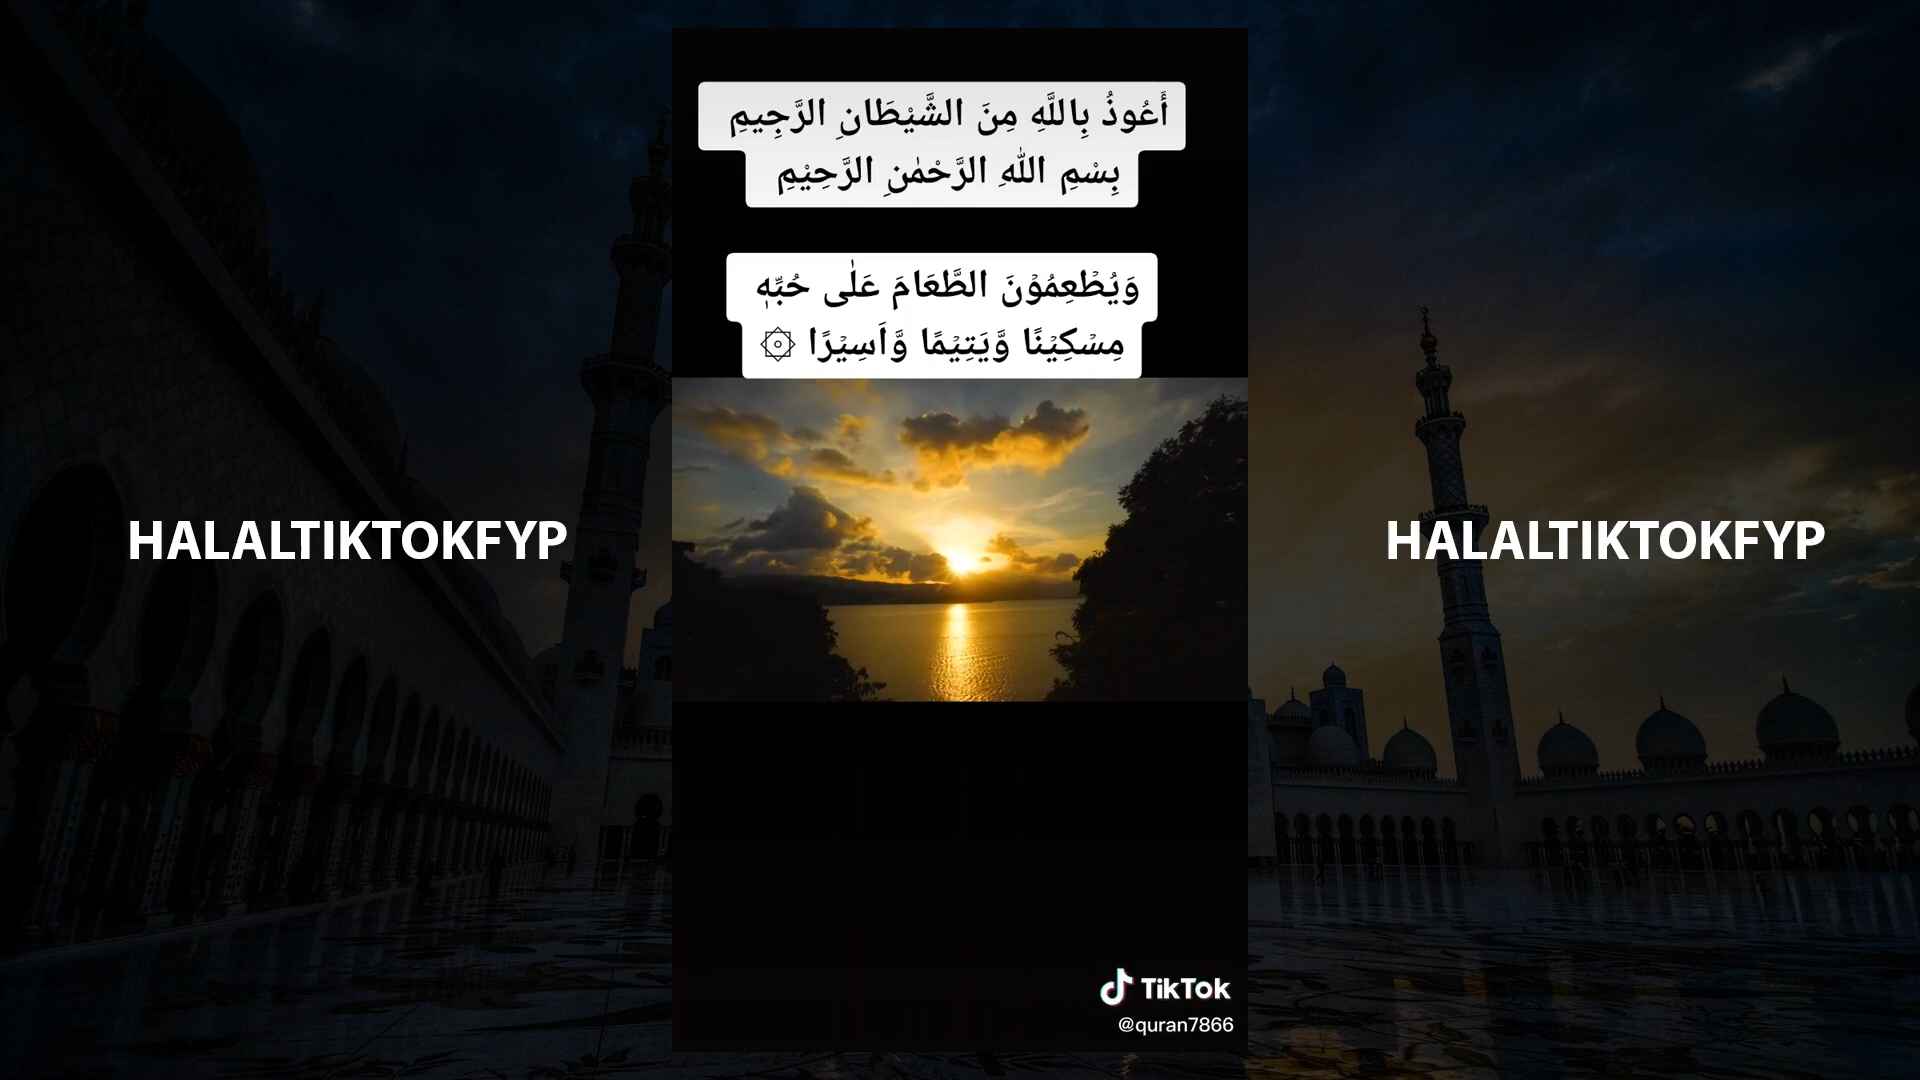 أَعُوذُ بِاللَّهِ مِنَ الشَّيْطَانِ الرَّجِيمِ
بِسْمِ اللّٰهِ الرَّحْمٰنِ الرَّحِيْمِ
وَيُطْعِمُوْنَ الطَّعَامَ عَلٰى حُبِّهٖ
مِسْكِيْنًا وَّيَتِيْمًا وَّاَسِيْرًا ۞
HALALTIKTOKFYP
HALALTIKTOKFYP
TikTok
@quran7866